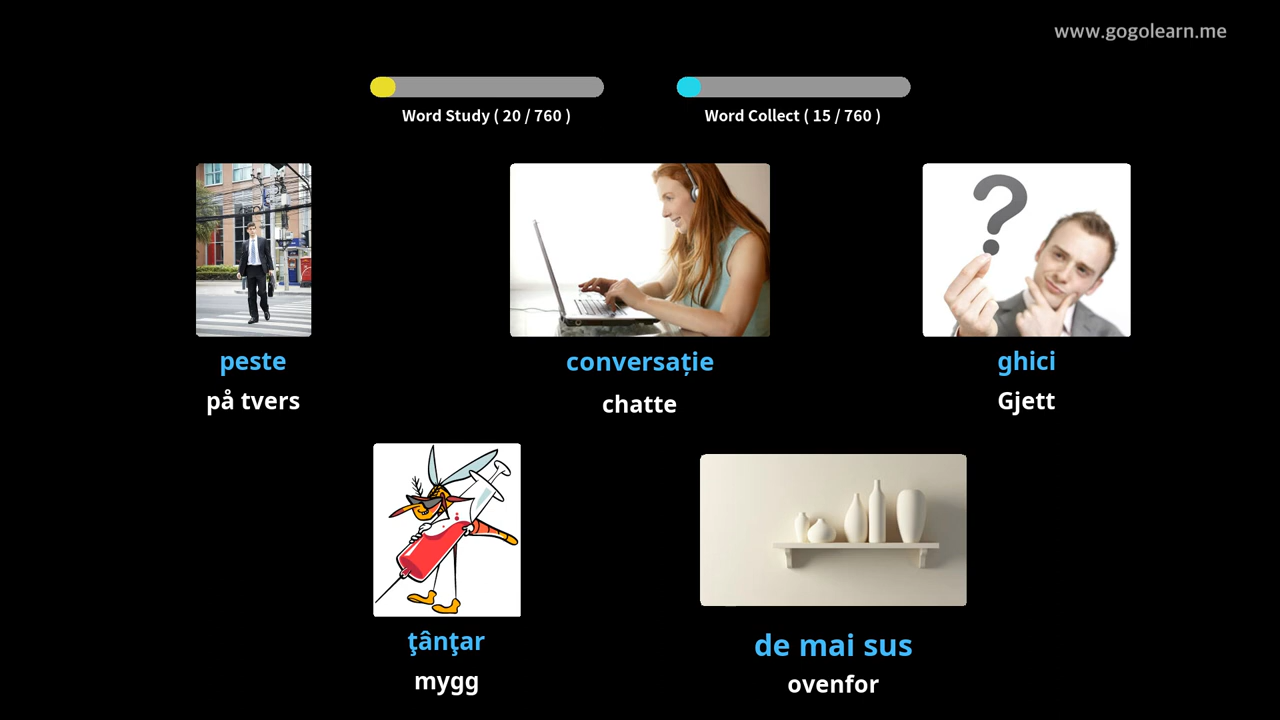 www.gogolearn.me
Word Study ( 20 / 760 )
Word Collect ( 15 / 760 )
peste
på tvers
conversație
chatte
ghici
Gjett
ţânţar
mygg
de mai sus
ovenfor